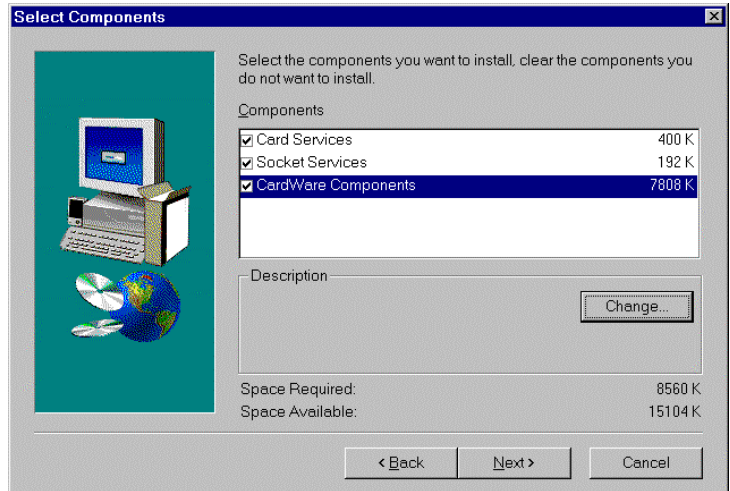 Select Components
Select the components you want to install, clear the components you
do not want to install.
Components
Card Services 400 K
Socket Services 192 K
CardWare Components 7808 K
Description
Change...
Space Required: 8560 K
Space Available: 15104 K
< Back Next > Cancel